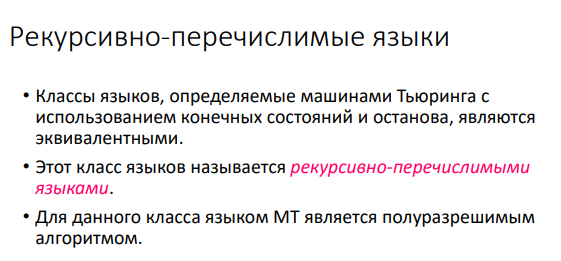 Рекурсивно-перечислимые языки
• Классы языков, определяемые машинами Тьюринга с
использованием конечных состояний и останова, являются
эквивалентными.
• Этот класс языков называется рекурсивно-перечислимыми
языками.
• Для данного класса языком МТ является полуразрешимым
алгоритмом.